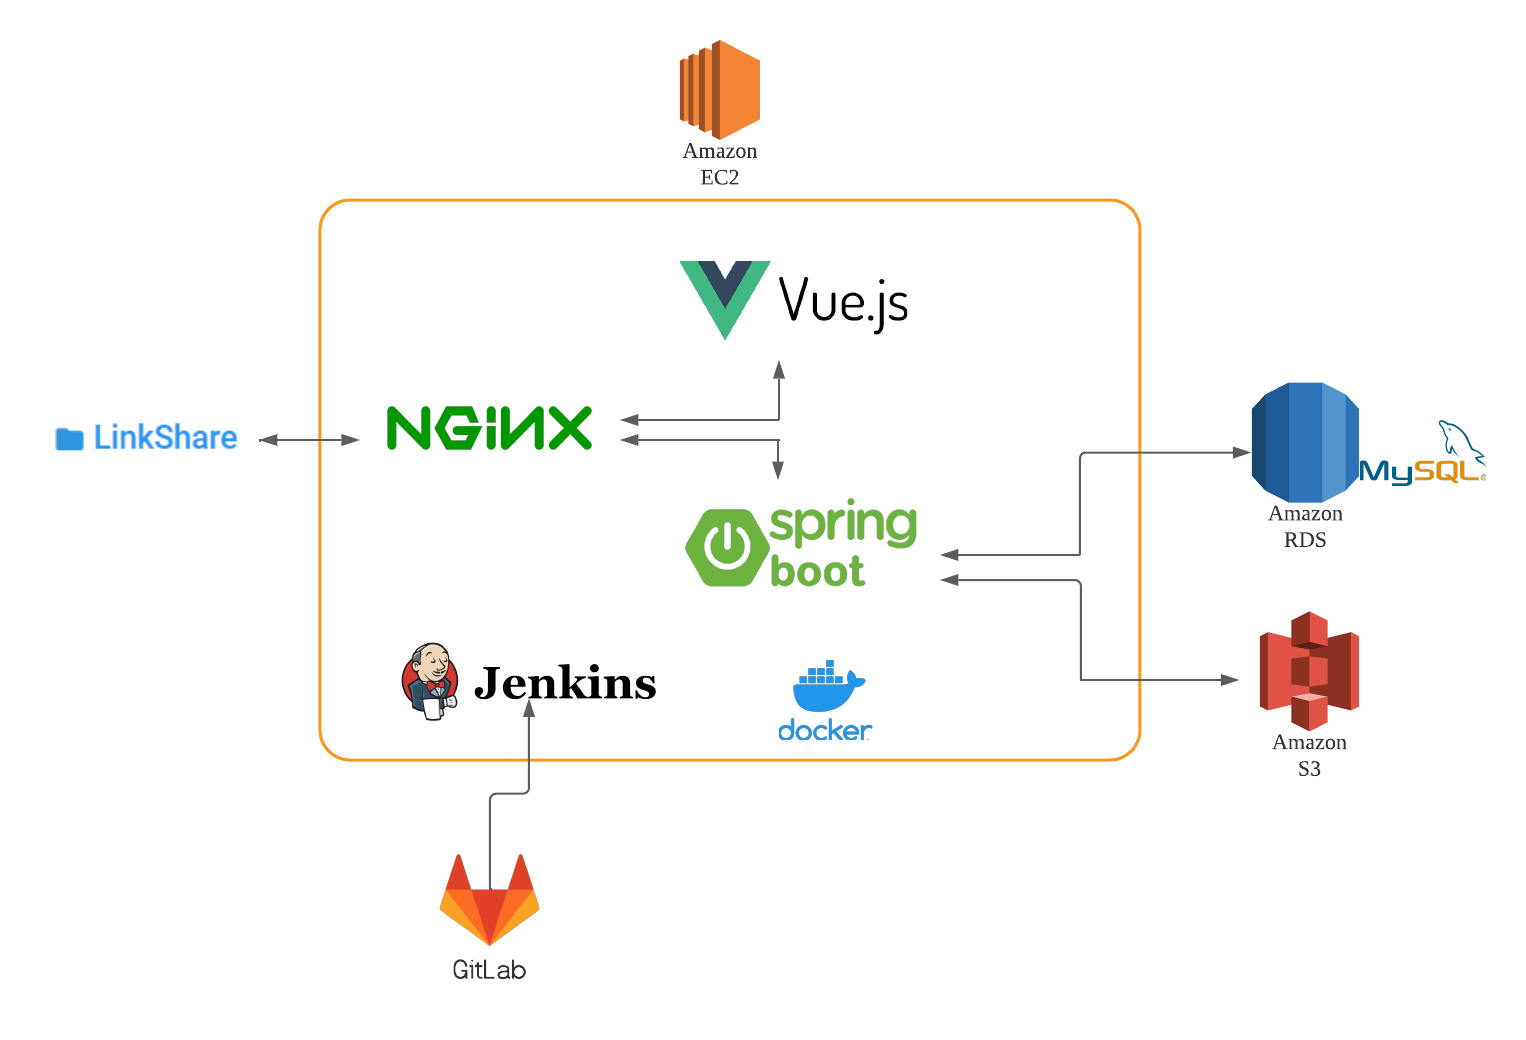 Amazon
EC2
Vue.js
LinkShare
NGiNX
MySQL®
spring
boot
Amazon
RDS
Jenkins
docker
Amazon
S3
GitLab